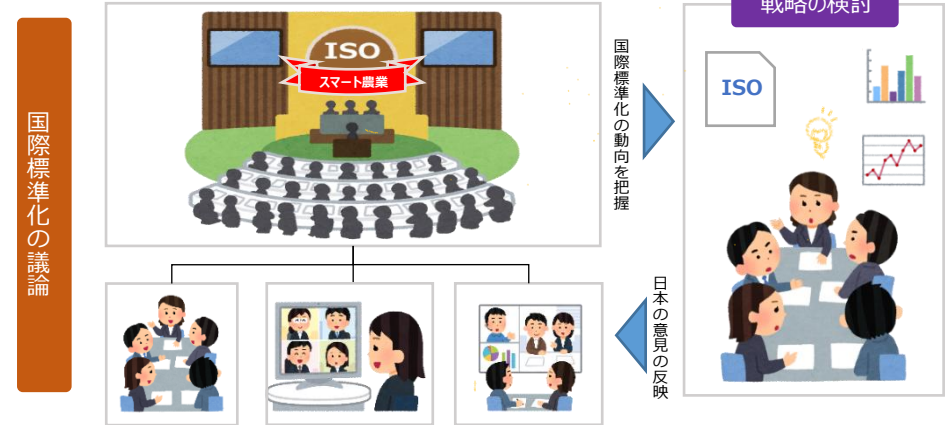 国際標準化の議論
ISO
スマート農業
国際標準化の動向を把握
日本の意見の反映
戦略の検討
ISO